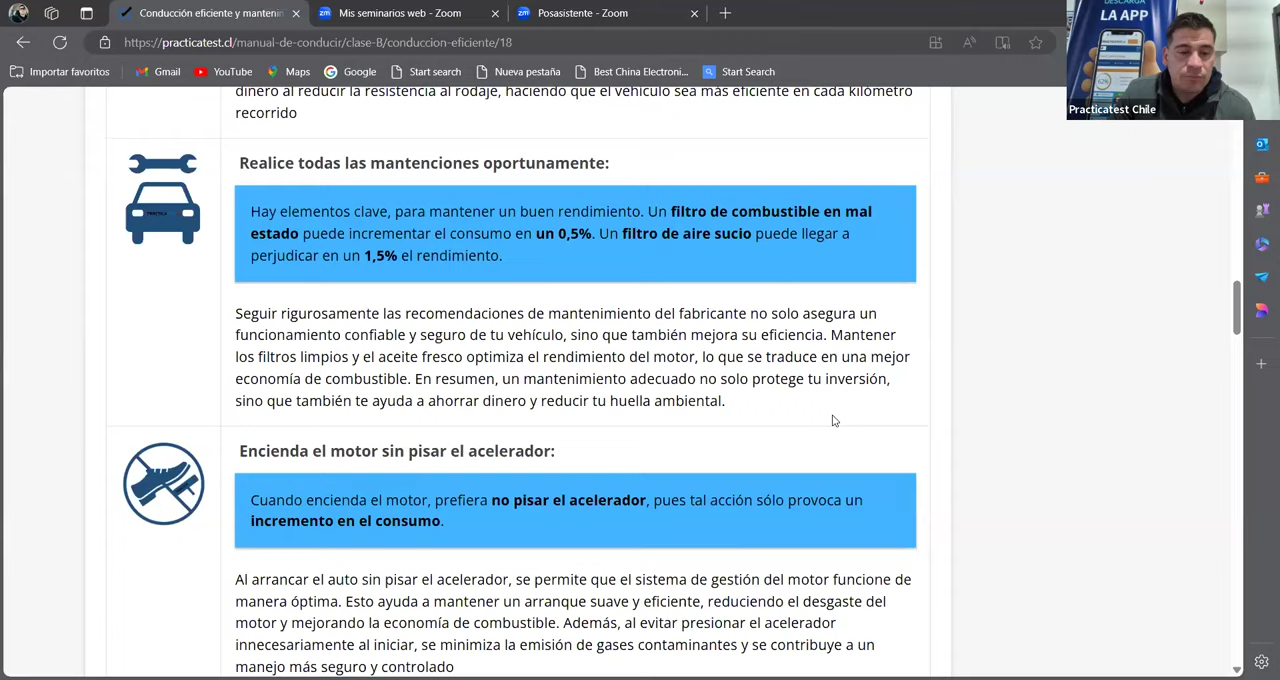 Conducción eficiente y manteni
Mis seminarios web - Zoom
Posasistente - Zoom
https://practicatest.cl/manual-de-conducir/clase-B/conduccion-eficiente/18
Importar favoritos
Gmail
YouTube
Maps
Google
Start search
Nueva pestaña
Best China Electroni...
Start Search
DESCARGA
LA APP
62%
Practicatest Chile
dinero al reducir la resistencia al rodaje, haciendo que el vehículo sea más eficiente en cada kilómetro
recorrido
Realice todas las mantenciones oportunamente:
Hay elementos clave, para mantener un buen rendimiento. Un filtro de combustible en mal
estado puede incrementar el consumo en un 0,5%. Un filtro de aire sucio puede llegar a
perjudicar en un 1,5% el rendimiento.
Seguir rigurosamente las recomendaciones de mantenimiento del fabricante no solo asegura un
funcionamiento confiable y seguro de tu vehículo, sino que también mejora su eficiencia. Mantener
los filtros limpios y el aceite fresco optimiza el rendimiento del motor, lo que se traduce en una mejor
economía de combustible. En resumen, un mantenimiento adecuado no solo protege tu inversión,
sino que también te ayuda a ahorrar dinero y reducir tu huella ambiental.
Encienda el motor sin pisar el acelerador:
Cuando encienda el motor, prefiera no pisar el acelerador, pues tal acción sólo provoca un
incremento en el consumo.
Al arrancar el auto sin pisar el acelerador, se permite que el sistema de gestión del motor funcione de
manera óptima. Esto ayuda a mantener un arranque suave y eficiente, reduciendo el desgaste del
motor y mejorando la economía de combustible. Además, al evitar presionar el acelerador
innecesariamente al iniciar, se minimiza la emisión de gases contaminantes y se contribuye a un
manejo más seguro y controlado